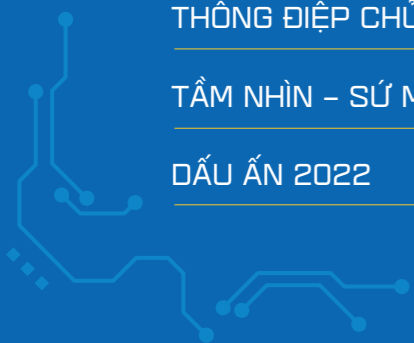 THÔNG ĐIỆP CHỦ
TẦM NHÌN – SỨ
DẤU ẤN 2022